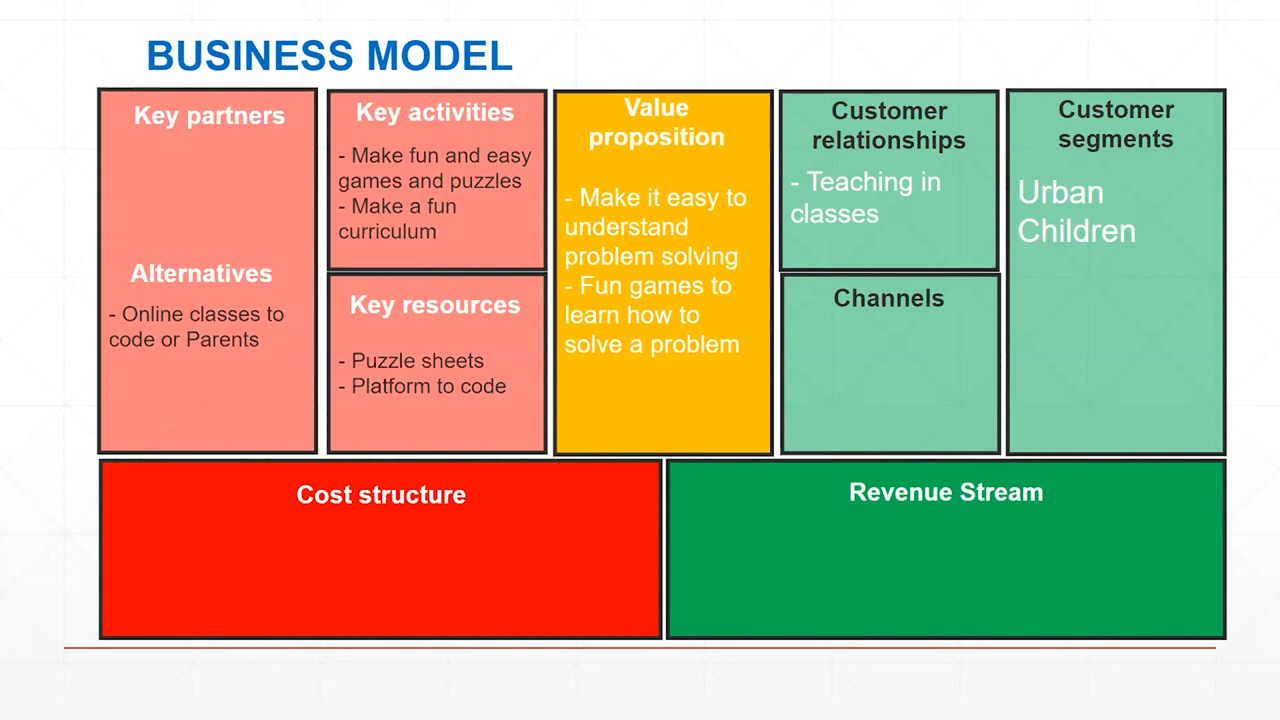 BUSINESS MODEL
Key partners
Alternatives
- Online classes to
code or Parents
Key activities
- Make fun and easy
games and puzzles
- Make a fun
curriculum
Key resources
- Puzzle sheets
- Platform to code
Value
proposition
- Make it easy to
understand
problem solving
- Fun games to
learn how to
solve a problem
Customer
relationships
- Teaching in
classes
Channels
Customer
segments
Urban
Children
Cost structure
Revenue Stream